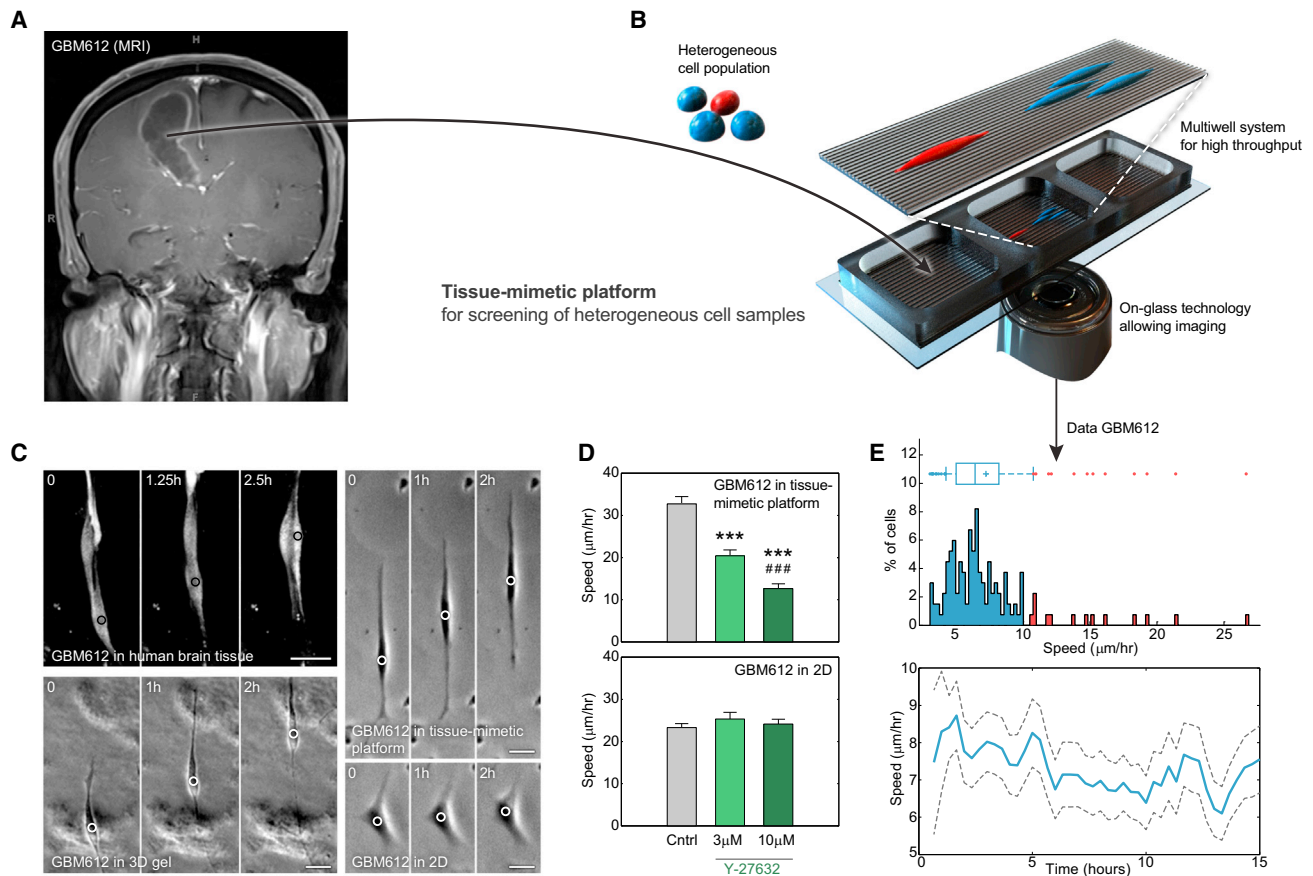 A
GBM612 (MRI)
H
R
L
F
B
Heterogeneous
cell population
Multiwell system
for high throughput
Tissue-mimetic platform
for screening of heterogeneous cell samples
On-glass technology
allowing imaging
Data GBM612
C
0
1.25h
2.5h
GBM612 in human brain tissue
0
1h
2h
GBM612 in 3D gel
0
1h
2h
GBM612 in tissue-mimetic
platform
0
1h
2h
GBM612 in 2D
D
40
30
20
10
0
Speed (μm/hr)
GBM612 in tissue-
mimetic platform
***
***
###
40
30
20
10
0
Speed (μm/hr)
GBM612 in 2D
Cntrl
3μM
10μM
Y-27632
E
12
10
8
6
4
2
0
% of cells
5
10
15
20
25
Speed (μm/hr)
10
9
8
7
6
5
Speed (μm/hr)
0
5
10
15
Time (hours)